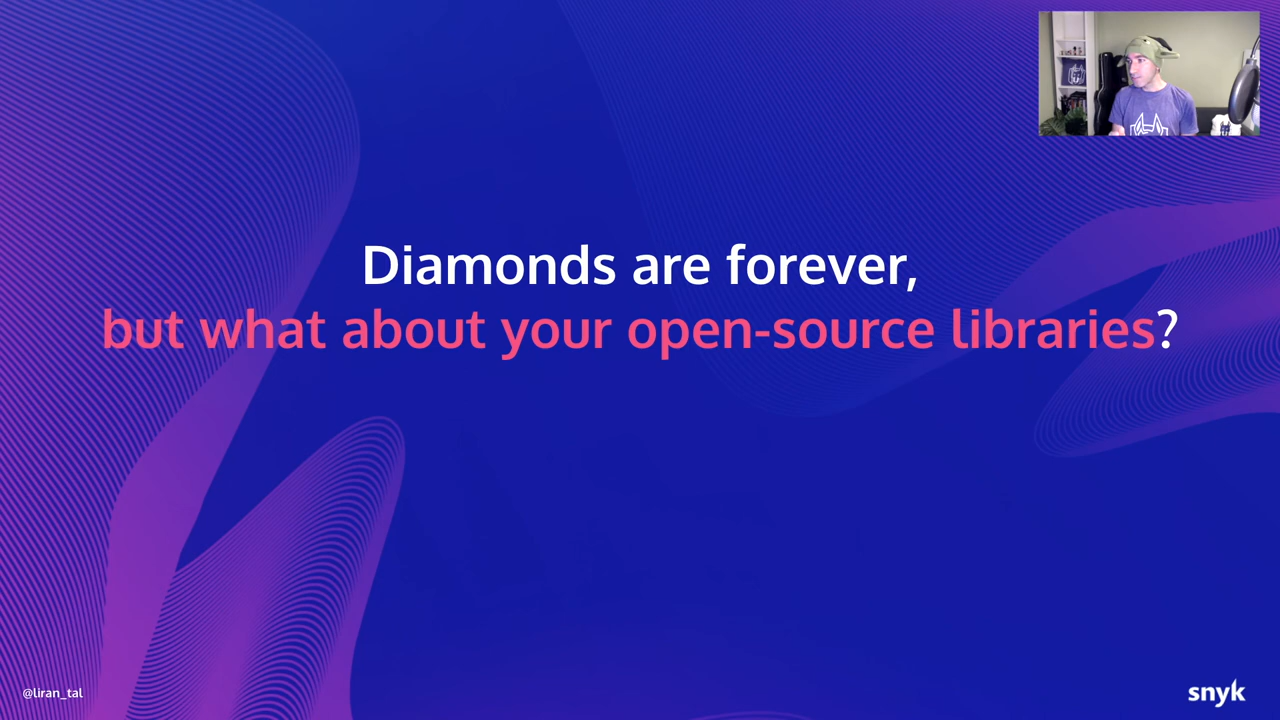 Diamonds are forever,
but what about your open-source libraries?
@liran_tal
snyk